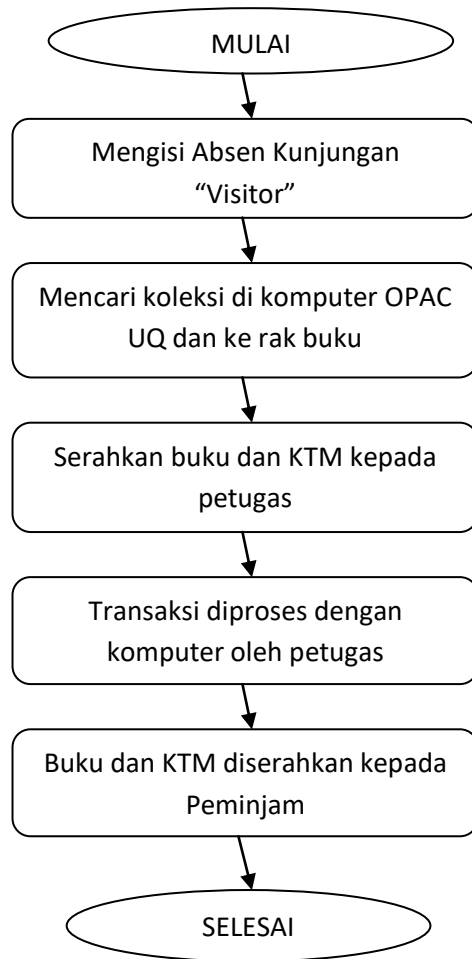 MULAI
Mengisi Absen Kunjungan
“Visitor”
Mencari koleksi di komputer OPAC
UQ dan ke rak buku
Serahkan buku dan KTM kepada
petugas
Transaksi diproses dengan
komputer oleh petugas
Buku dan KTM diserahkan kepada
Peminjam
SELESAI